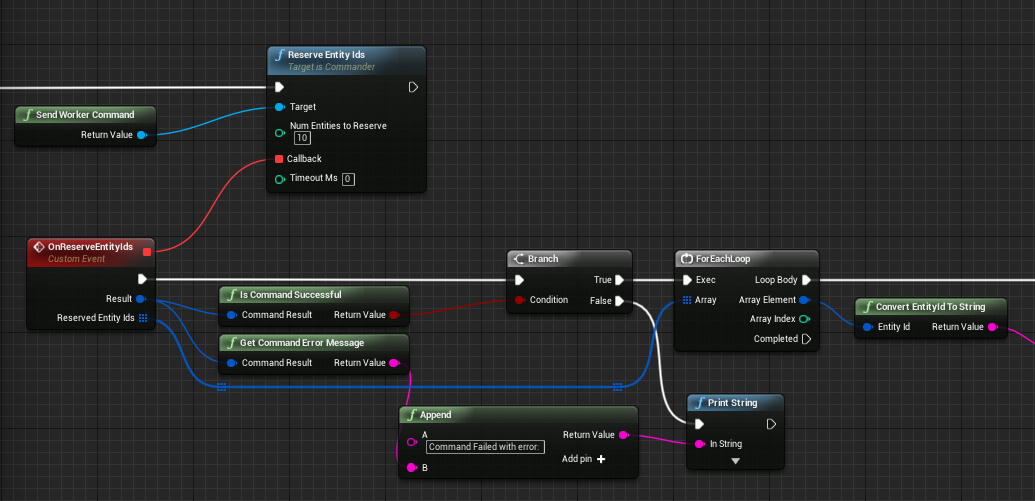 Reserve Entity Ids
Target is Commander
Send Worker Command
Return Value
Target
Num Entities to Reserve
10
Callback
Timeout Ms 0
OnReserveEntityIds
Custom Event
Result
Reserved Entity Ids
Is Command Successful
Command Result Return Value
Get Command Error Message
Command Result Return Value
Branch
True
Condition False
ForEachLoop
Exec Loop Body
Array Array Element
Array Index
Completed
Convert EntityId To String
Entity Id Return Value
Append
A Return Value
Command Failed with error:
Add pin +
B
Print String
In String